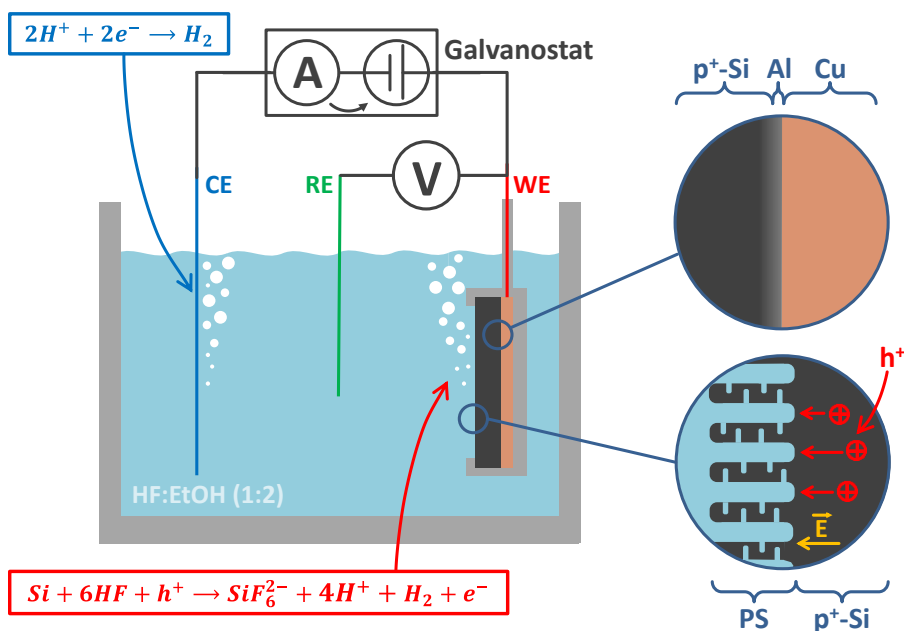 2H⁺ + 2e⁻ ⟶ H₂
Galvanostat
A
p⁺-Si Al Cu
CE
RE
V
WE
h⁺
HF:EtOH (1:2)
E⃗
Si + 6HF + h⁺ ⟶ SiF₆²⁻ + 4H⁺ + H₂ + e⁻
PS p⁺-Si